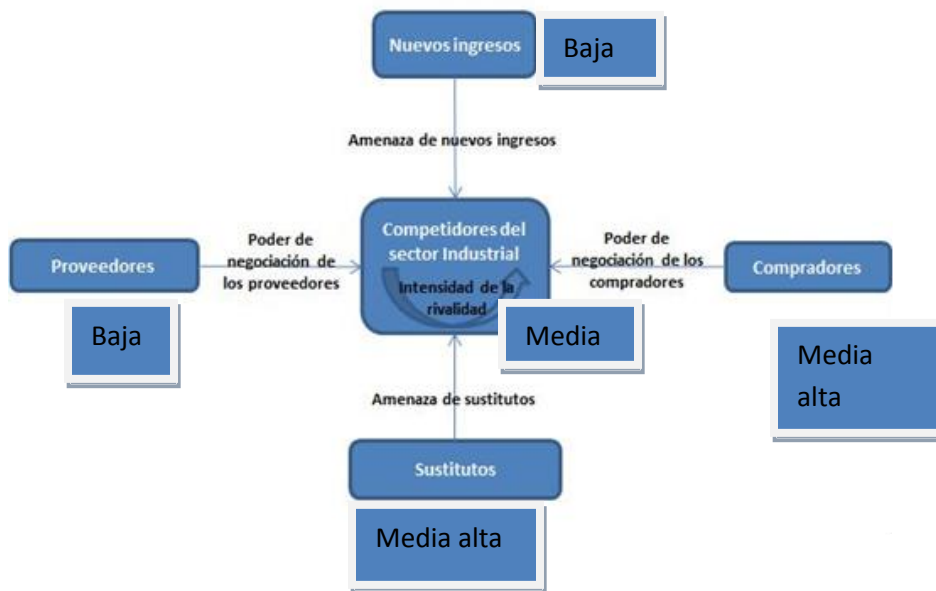 Nuevos ingresos
Baja
Amenaza de nuevos ingresos
Competidores del
sector Industrial
Intensidad de la
rivalidad
Media
Proveedores
Poder de
negociación de
los proveedores
Baja
Poder de
negociación de los
compradores
Compradores
Media
alta
Amenaza de sustitutos
Sustitutos
Media alta